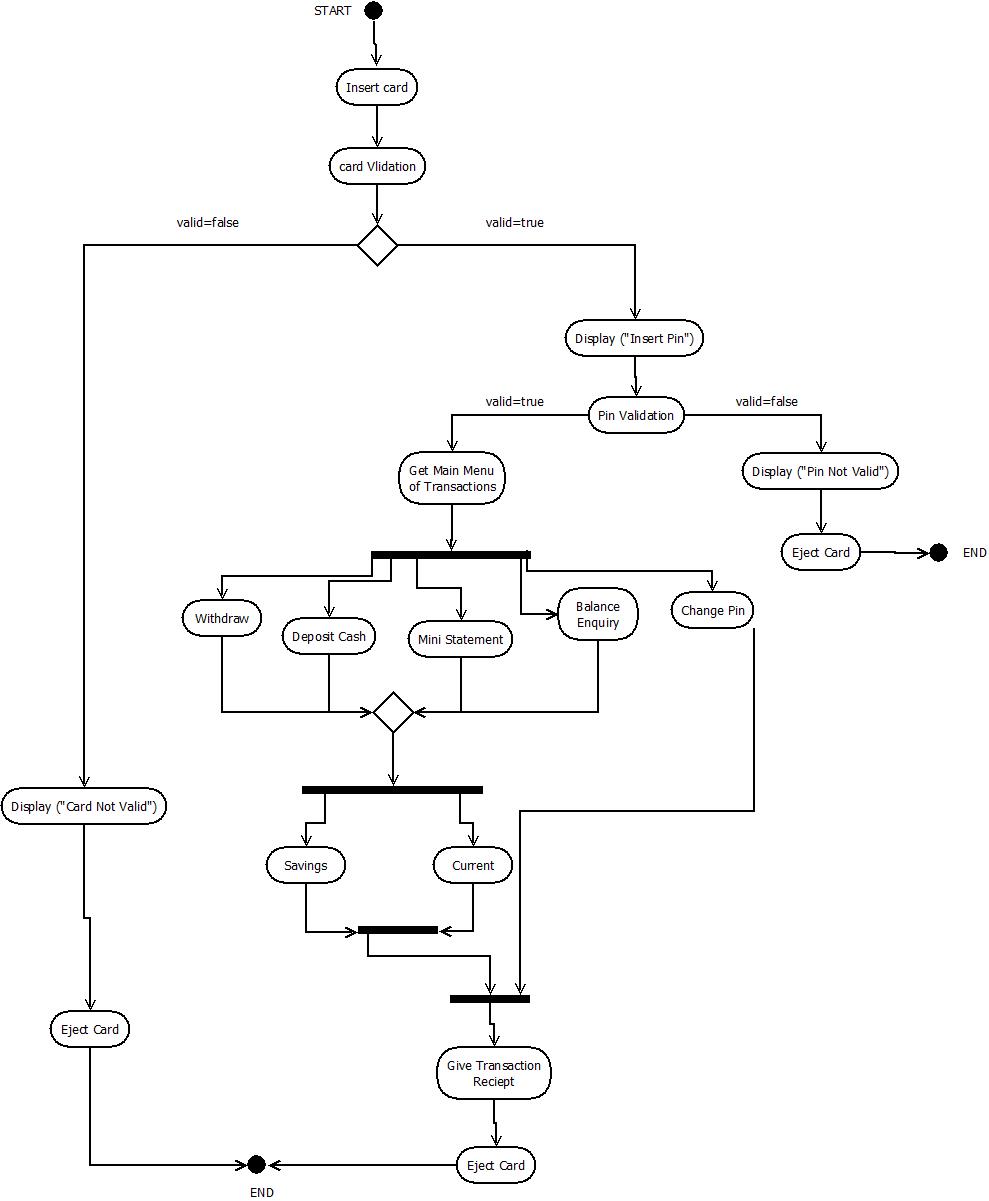 START
Insert card
card Vlidation
valid=false
valid=true
Display ("Insert Pin")
valid=true
Pin Validation
valid=false
Get Main Menu
of Transactions
Display ("Pin Not Valid")
Eject Card
END
Withdraw
Deposit Cash
Mini Statement
Balance
Enquiry
Change Pin
Display ("Card Not Valid")
Savings
Current
Eject Card
Give Transaction
Reciept
Eject Card
END